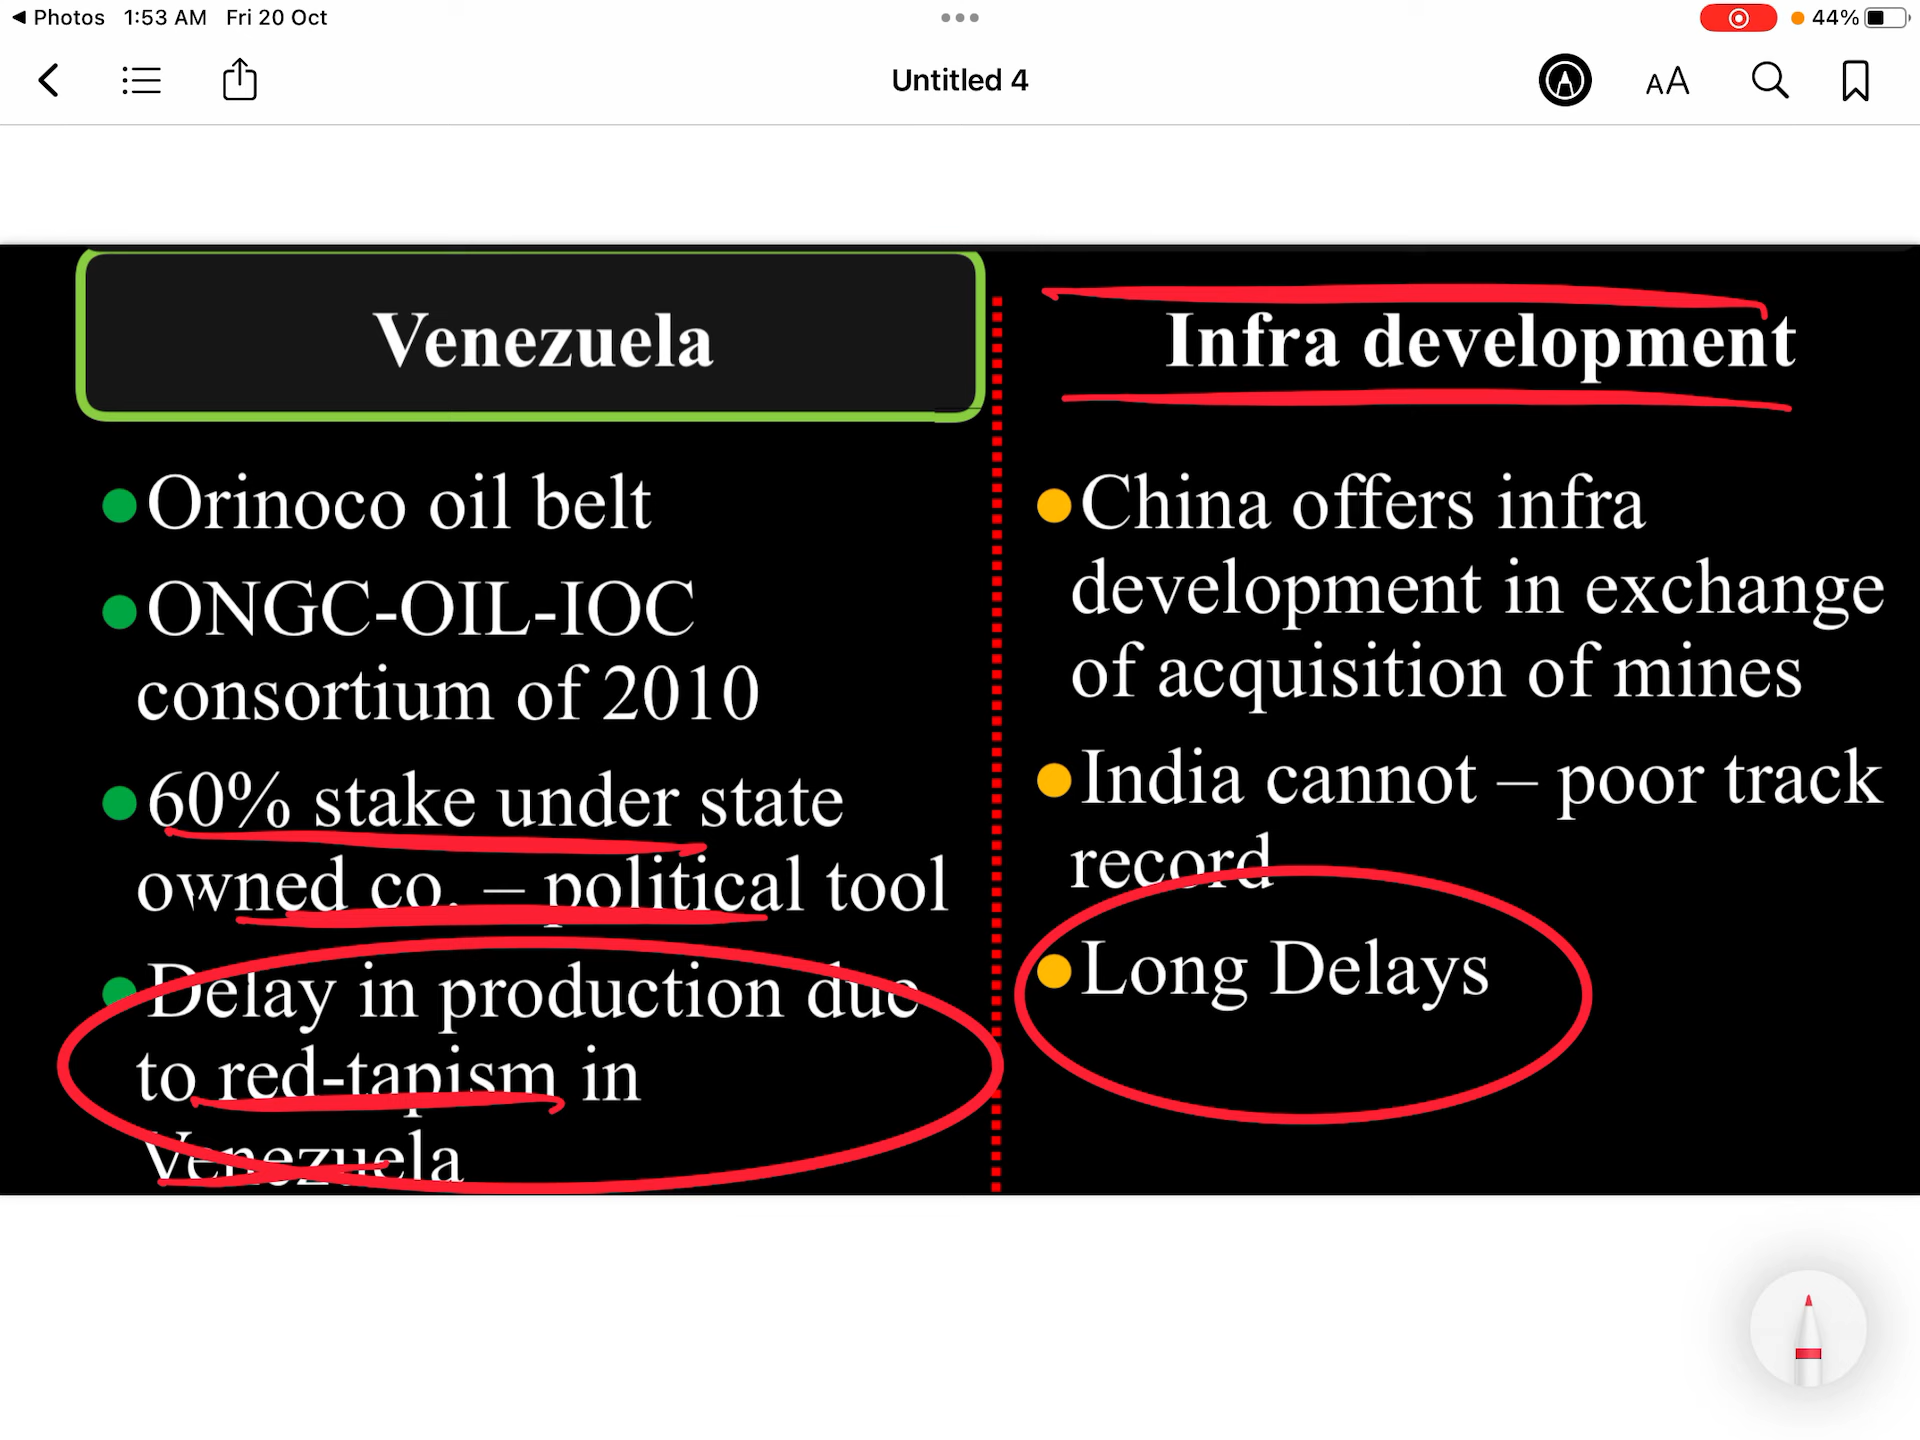 Photos 1:53 AM Fri 20 Oct
44%
Untitled 4
AA
Venezuela
Orinoco oil belt
ONGC-OIL-IOC
consortium of 2010
60% stake under state
owned co. – political tool
Delay in production due
to red-tapism in
Venezuela
Infra development
China offers infra
development in exchange
of acquisition of mines
India cannot – poor track
record
Long Delays